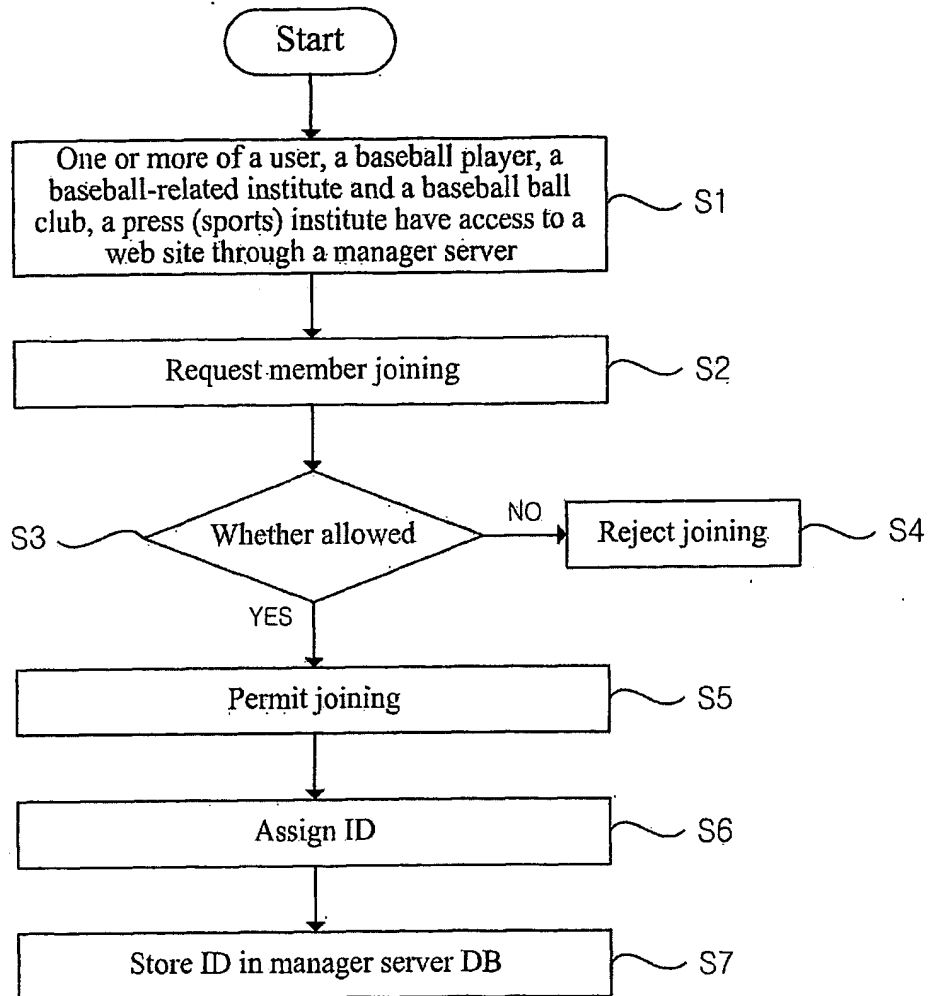 Start
One or more of a user, a baseball player, a
baseball-related institute and a baseball ball
club, a press (sports) institute have access to a
web site through a manager server
S1
Request member joining
S2
S3
Whether allowed
NO
Reject joining
S4
YES
Permit joining
S5
Assign ID
S6
Store ID in manager server DB
S7